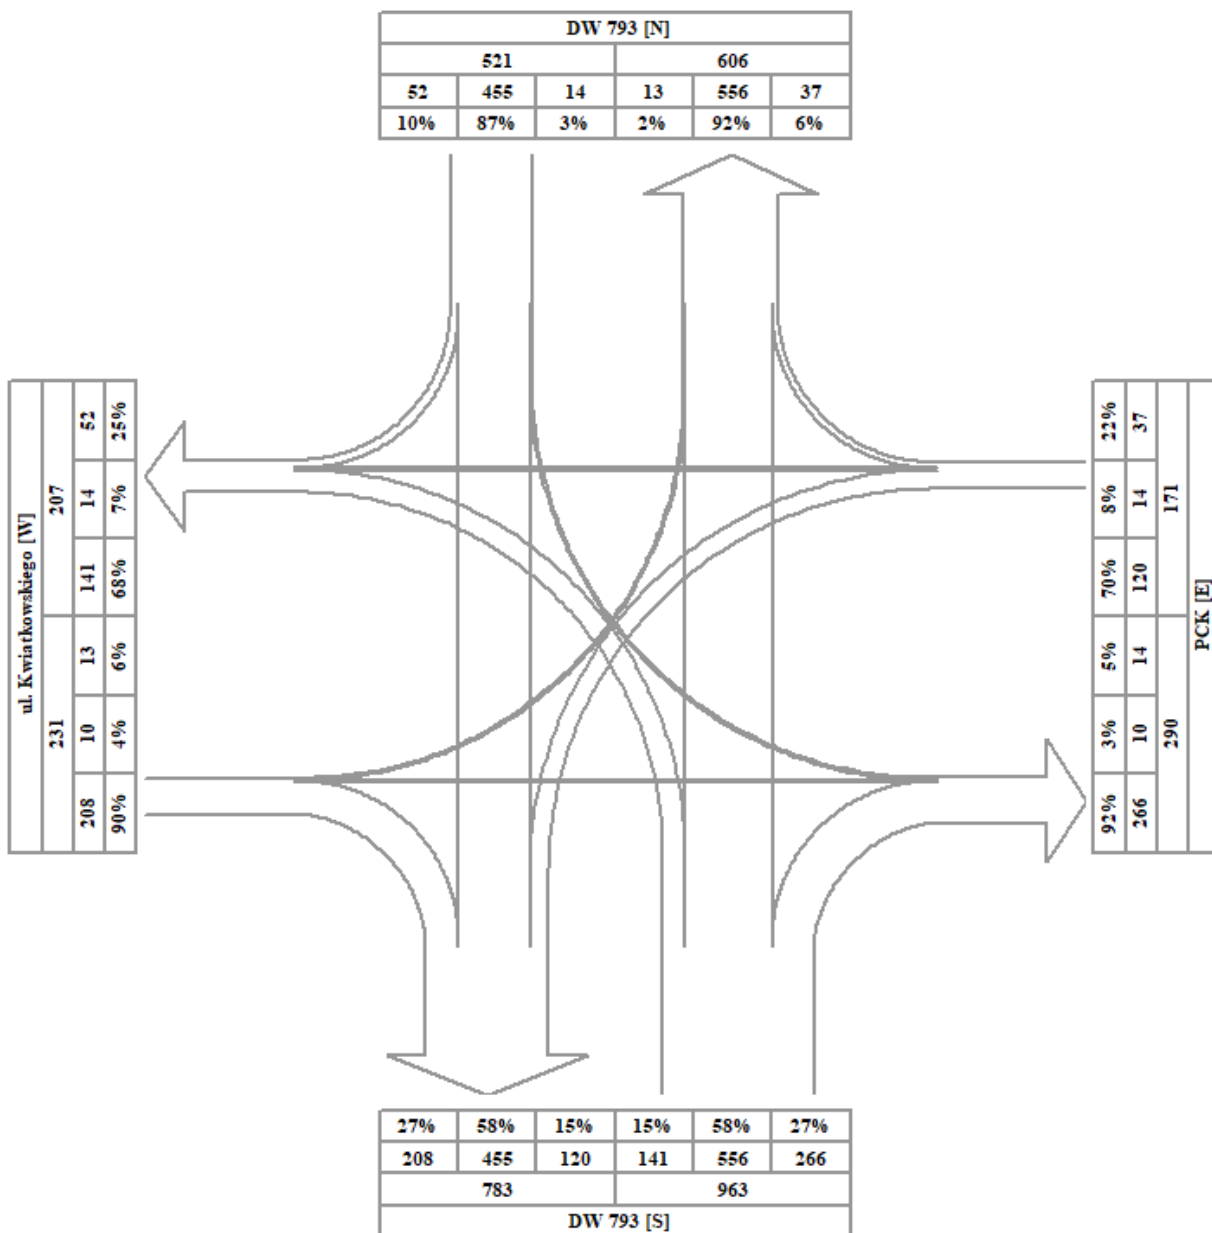 DW 793 [N]
521 606
52 455 14 13 556 37
10% 87% 3% 2% 92% 6%
ul. Kwiatkowskiego [W]
231 207
208 10 13 141 14 52
90% 4% 6% 68% 7% 25%
92% 3% 5% 70% 8% 22%
266 10 14 120 14 37
290 171
PCK [E]
27% 58% 15% 15% 58% 27%
208 455 120 141 556 266
783 963
DW 793 [S]